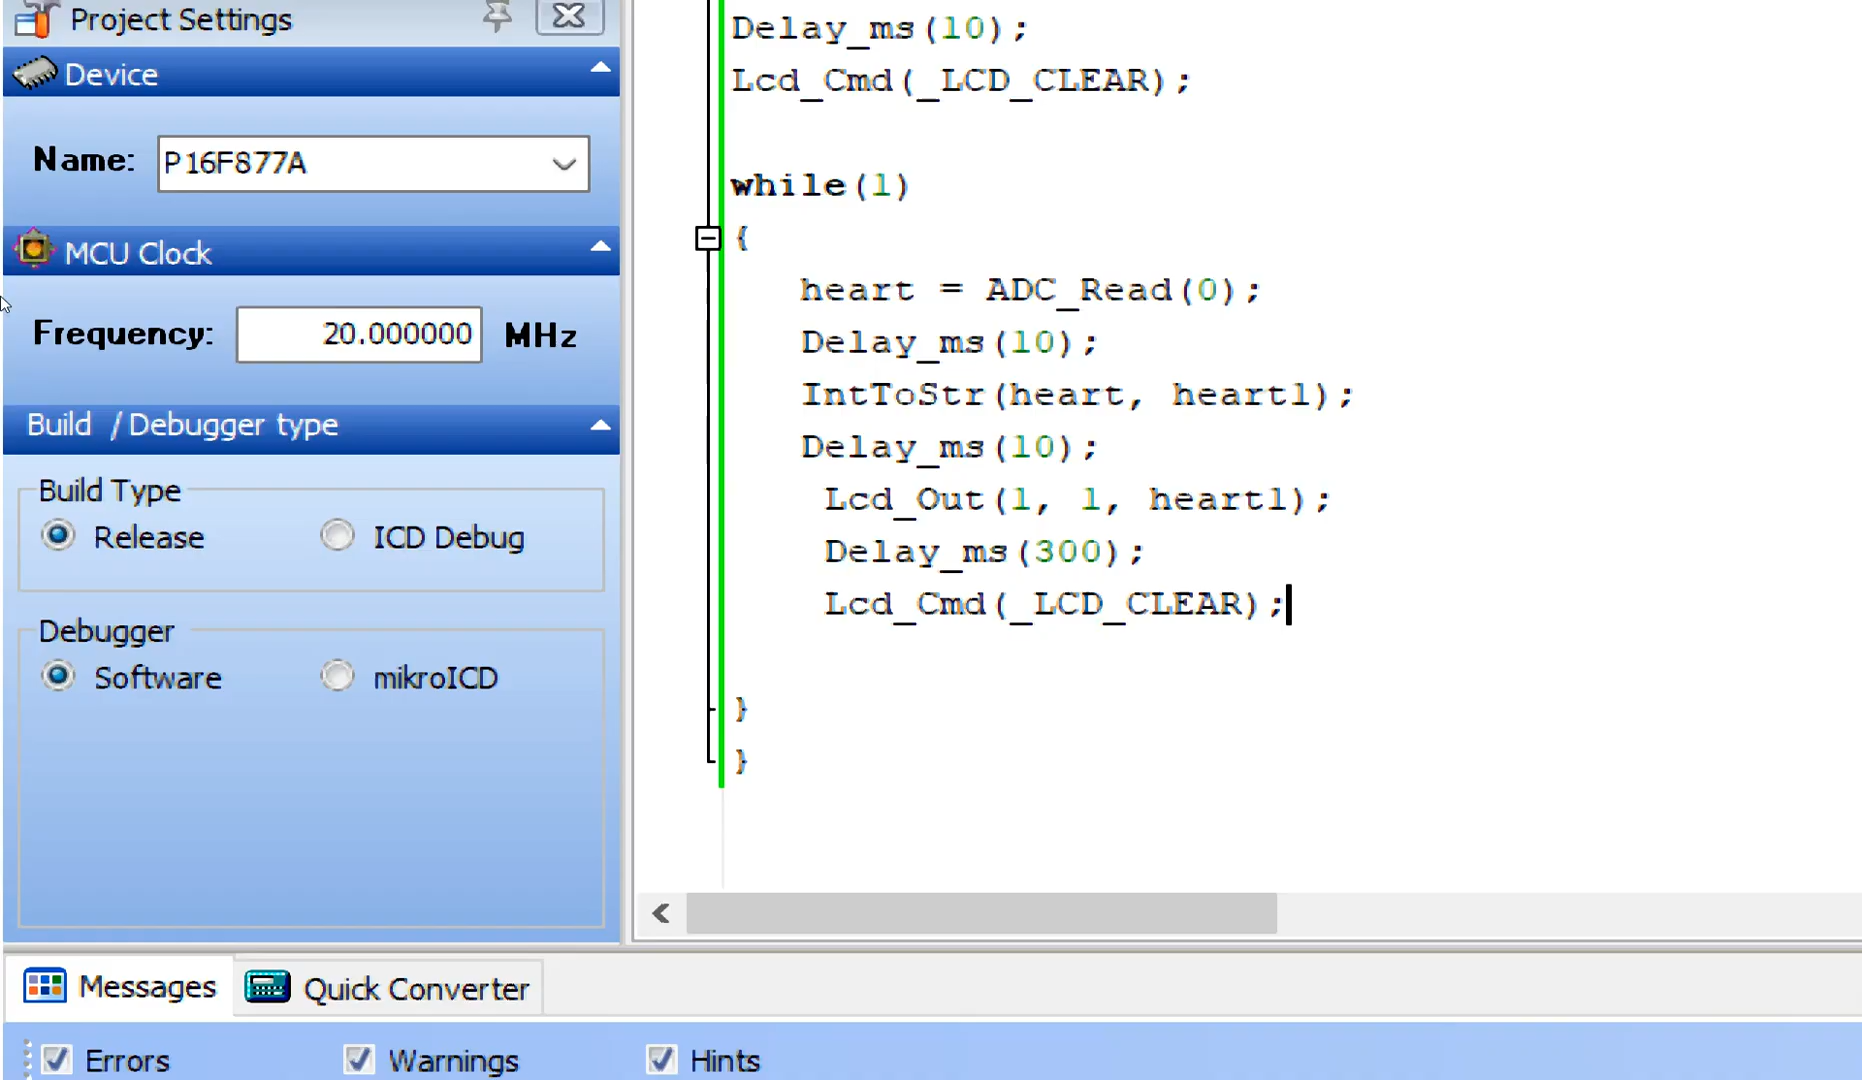 Project Settings
Device
Name: P16F877A
MCU Clock
Frequency: 20.000000 MHz
Build / Debugger type
Build Type
Release ICD Debug
Debugger
Software mikroICD
Delay_ms(10);
Lcd_Cmd(_LCD_CLEAR);
while(1)
{
heart = ADC_Read(0);
Delay_ms(10);
IntToStr(heart, heart1);
Delay_ms(10);
Lcd_Out(1, 1, heart1);
Delay_ms(300);
Lcd_Cmd(_LCD_CLEAR);
}
}
Messages Quick Converter
Errors Warnings Hints